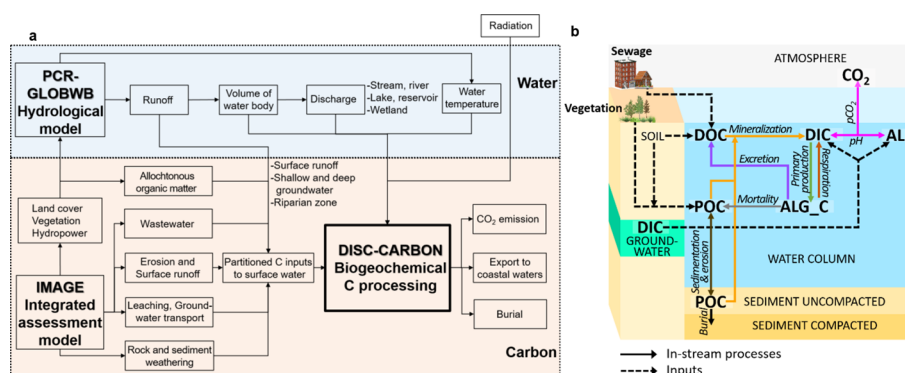 a
Radiation
PCR-
GLOBWB
Hydrological
model
Runoff
Volume of
water body
Discharge
-Stream, river
-Lake, reservoir
-Wetland
Water
temperature
Water
Land cover
Vegetation
Hydropower
IMAGE
Integrated
assessment
model
Allochtonous
organic matter
Wastewater
Erosion and
Surface runoff
Leaching, Ground-
water transport
Rock and sediment
weathering
-Surface runoff
-Shallow and deep
groundwater
-Riparian zone
Partitioned C inputs
to surface water
DISC-CARBON
Biogeochemical
C processing
CO2 emission
Export to
coastal waters
Burial
Carbon
b
Sewage
Vegetation
SOIL
ATMOSPHERE
CO2
pCO2
DOC
Mineralization
DIC
pH
AL
Excretion
Primary
production
Respiration
POC
Mortality
ALG_C
DIC
GROUND-
WATER
Sedimentation
& erosion
WATER COLUMN
POC
SEDIMENT UNCOMPACTED
Burial
SEDIMENT COMPACTED
In-stream processes
Inputs